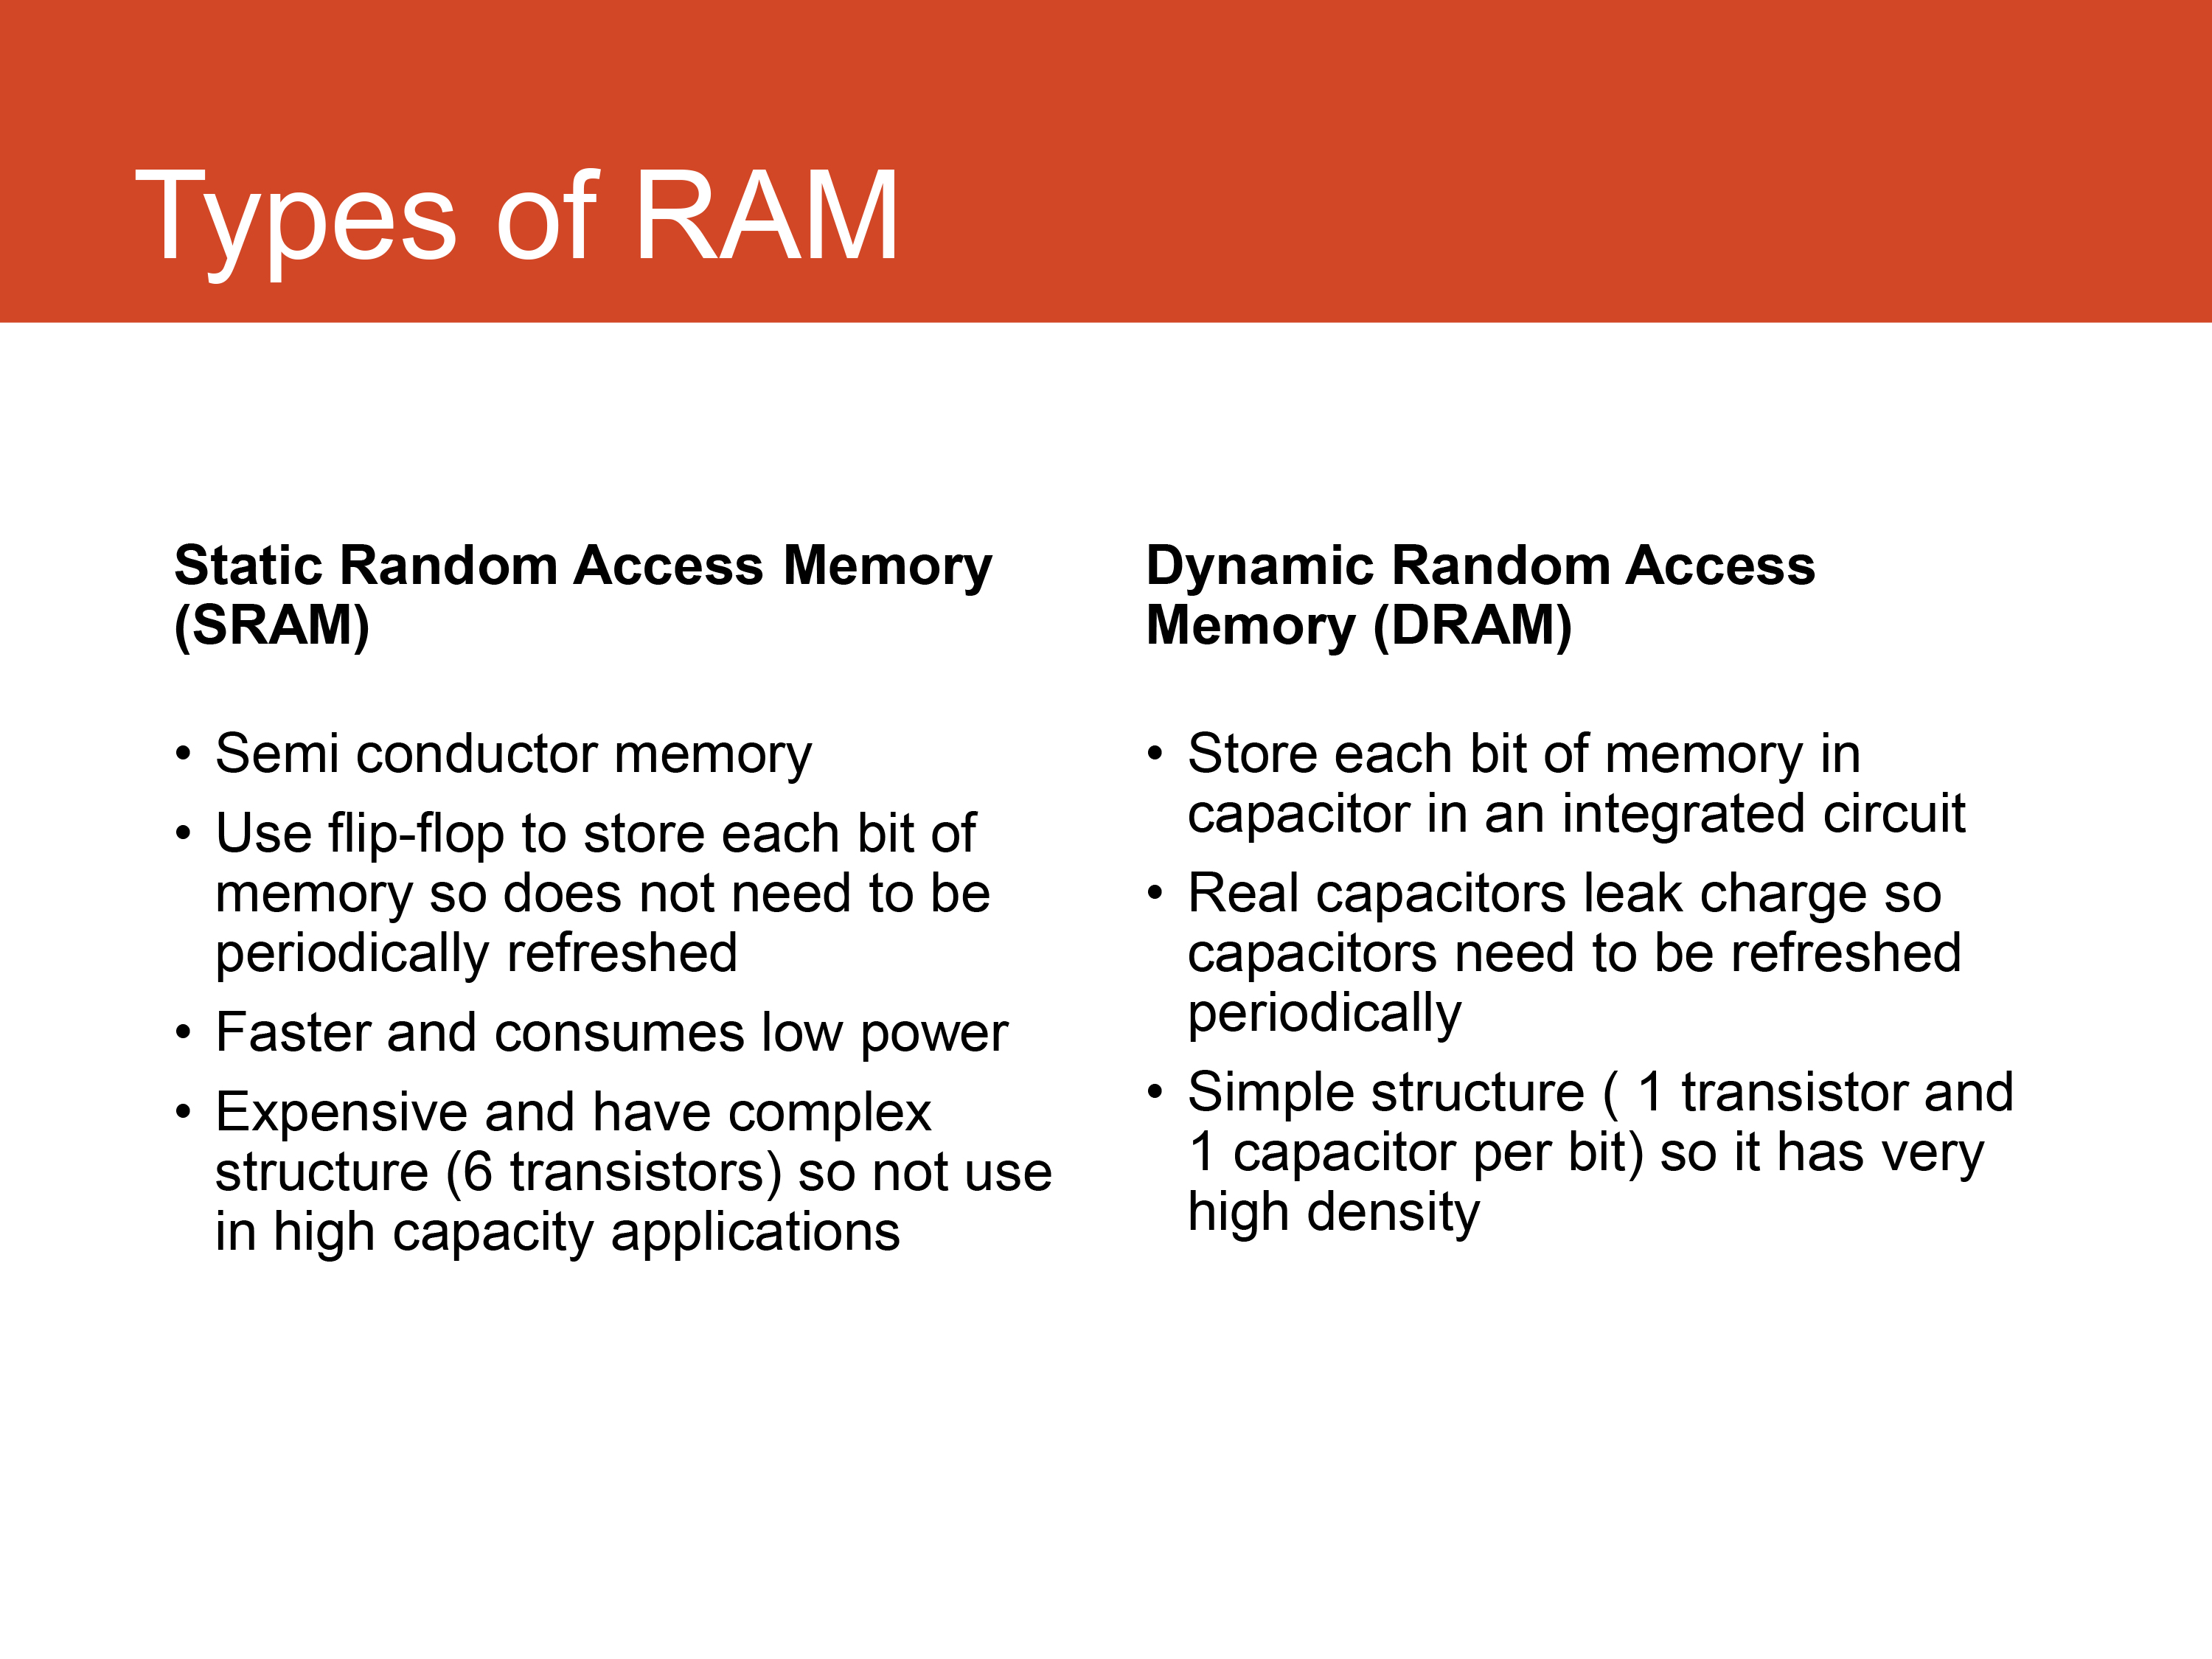 Types of RAM
Static Random Access Memory
(SRAM)
• Semi conductor memory
• Use flip-flop to store each bit of
memory so does not need to be
periodically refreshed
• Faster and consumes low power
• Expensive and have complex
structure (6 transistors) so not use
in high capacity applications
Dynamic Random Access
Memory (DRAM)
• Store each bit of memory in
capacitor in an integrated circuit
• Real capacitors leak charge so
capacitors need to be refreshed
periodically
• Simple structure ( 1 transistor and
1 capacitor per bit) so it has very
high density